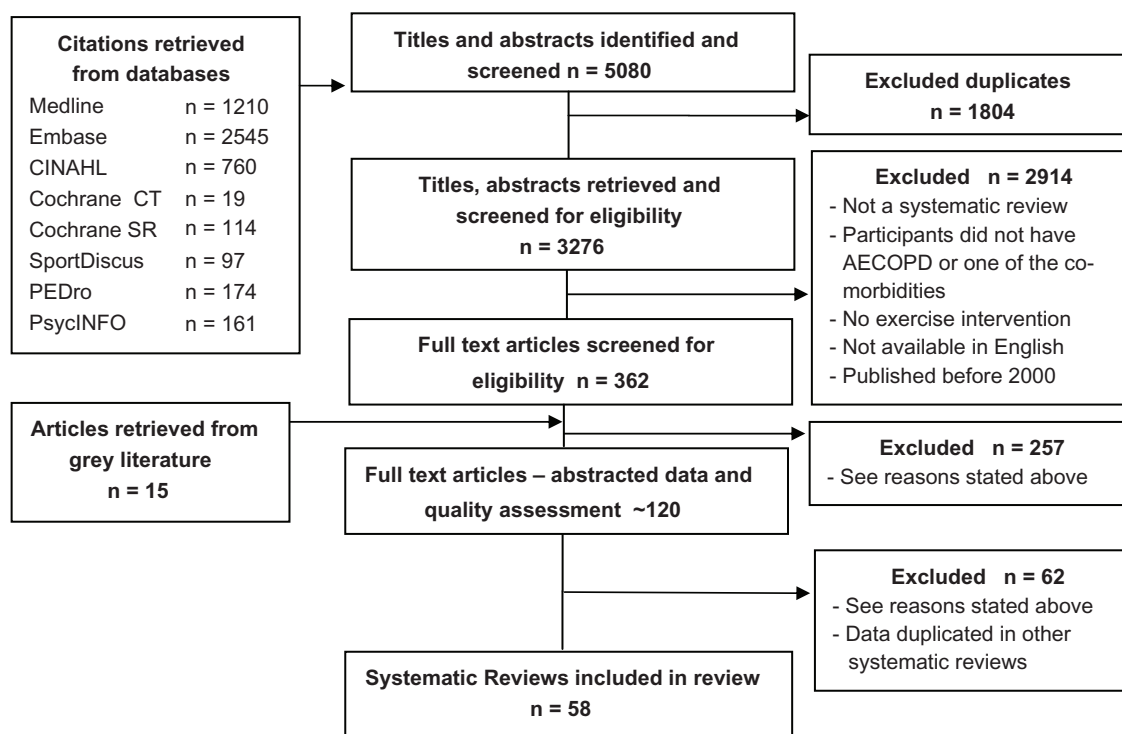 Citations retrieved
from databases
Medline n = 1210
Embase n = 2545
CINAHL n = 760
Cochrane CT n = 19
Cochrane SR n = 114
SportDiscus n = 97
PEDro n = 174
PsycINFO n = 161
Titles and abstracts identified and
screened n = 5080
Excluded duplicates
n = 1804
Titles, abstracts retrieved and
screened for eligibility
n = 3276
Excluded n = 2914
- Not a systematic review
- Participants did not have
AECOPD or one of the co-
morbidities
- No exercise intervention
- Not available in English
- Published before 2000
Full text articles screened for
eligibility n = 362
Articles retrieved from
grey literature
n = 15
Excluded n = 257
- See reasons stated above
Full text articles – abstracted data and
quality assessment ~120
Excluded n = 62
- See reasons stated above
- Data duplicated in other
systematic reviews
Systematic Reviews included in review
n = 58